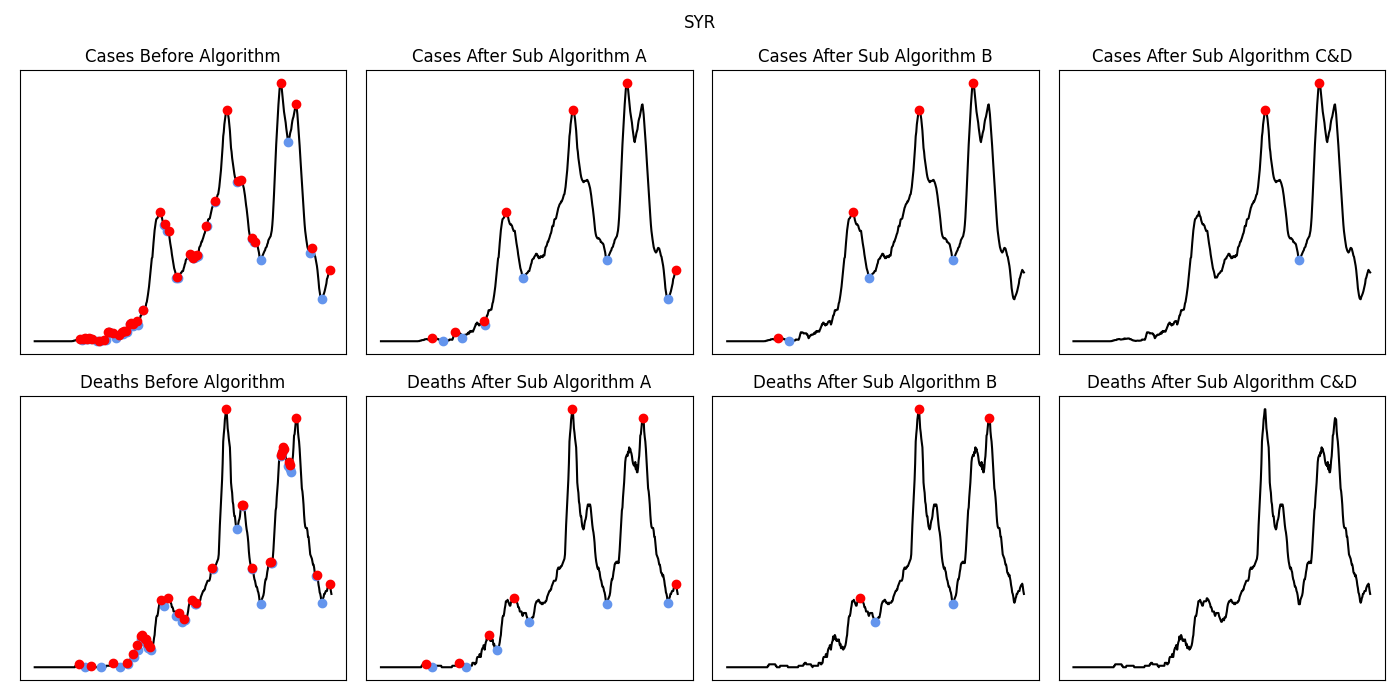 SYR
Cases Before Algorithm
Cases After Sub Algorithm A
Cases After Sub Algorithm B
Cases After Sub Algorithm C&D
Deaths Before Algorithm
Deaths After Sub Algorithm A
Deaths After Sub Algorithm B
Deaths After Sub Algorithm C&D